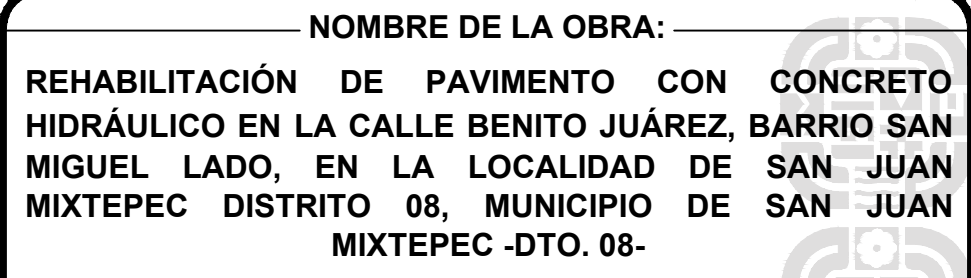 NOMBRE DE LA OBRA:
REHABILITACIÓN DE PAVIMENTO CON CONCRETO
HIDRÁULICO EN LA CALLE BENITO JUÁREZ, BARRIO SAN
MIGUEL LADO, EN LA LOCALIDAD DE SAN JUAN
MIXTEPEC DISTRITO 08, MUNICIPIO DE SAN JUAN
MIXTEPEC -DTO. 08-